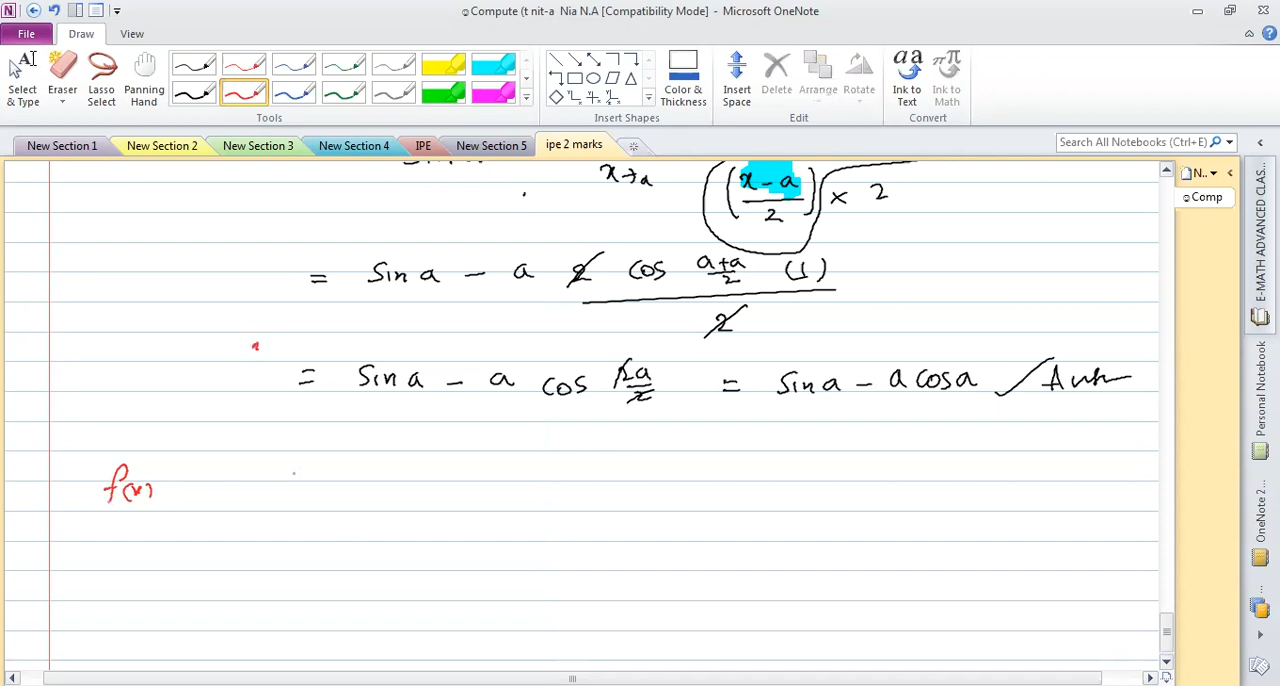 Compute (t nit-a Nia N.A [Compatibility Mode] - Microsoft OneNote
File Draw View
Select & Type Eraser Lasso Select Panning Hand Color & Thickness Insert Space Delete Arrange Rotate Ink to Text Ink to Math
Tools Insert Shapes Edit Convert
New Section 1 New Section 2 New Section 3 New Section 4 IPE New Section 5 ipe 2 marks
Search All Notebooks (Ctrl+E)
N..
Comp
E-MATH ADVANCED CLAS...
Personal Notebook
OneNote 2...
x→a ((x-a)/2) × 2
= Sin a - a 2 cos (a+a)/2 (1)
2
= Sin a - a cos 2a/2 = Sin a - a cos a
f(x)